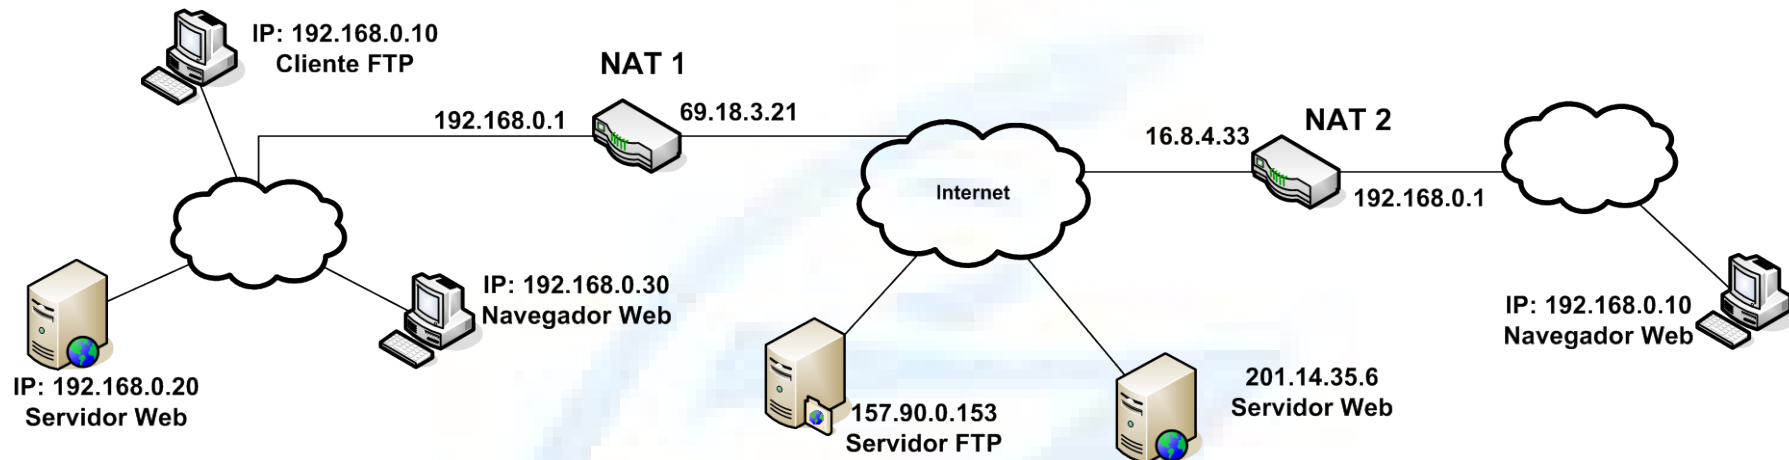 IP: 192.168.0.10
Cliente FTP
NAT 1
192.168.0.1
69.18.3.21
Internet
16.8.4.33
NAT 2
192.168.0.1
IP: 192.168.0.30
Navegador Web
IP: 192.168.0.10
Navegador Web
IP: 192.168.0.20
Servidor Web
157.90.0.153
Servidor FTP
201.14.35.6
Servidor Web